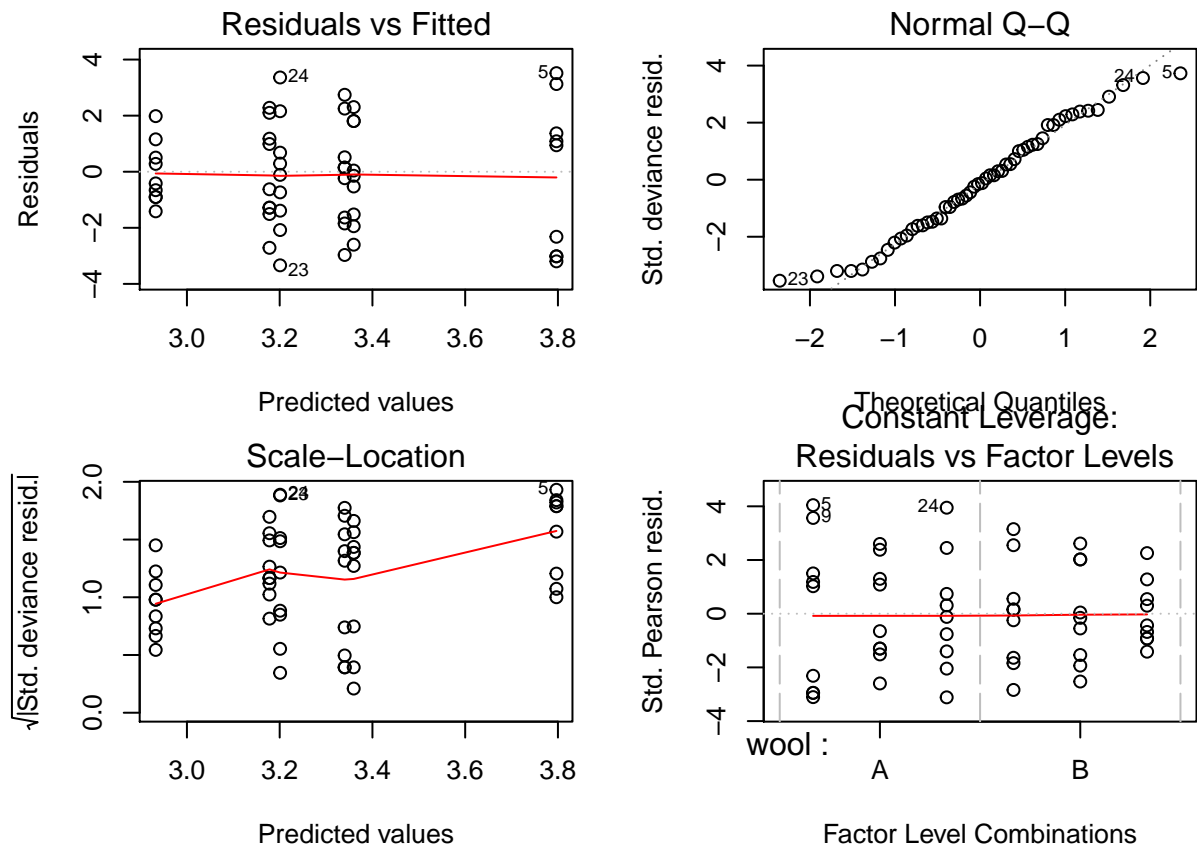 Residuals vs Fitted
Residuals
4
2
0
−2
−4
24
23
5
3.0 3.2 3.4 3.6 3.8
Predicted values
Normal Q−Q
Std. deviance resid.
4
2
0
−2
23
24
5
−2 −1 0 1 2
Theoretical Quantiles
Scale−Location
√|Std. deviance resid.|
2.0
1.0
0.0
5
3.0 3.2 3.4 3.6 3.8
Predicted values
Constant Leverage:
Residuals vs Factor Levels
Std. Pearson resid.
4
2
0
−2
−4
5
9
24
wool :
A B
Factor Level Combinations